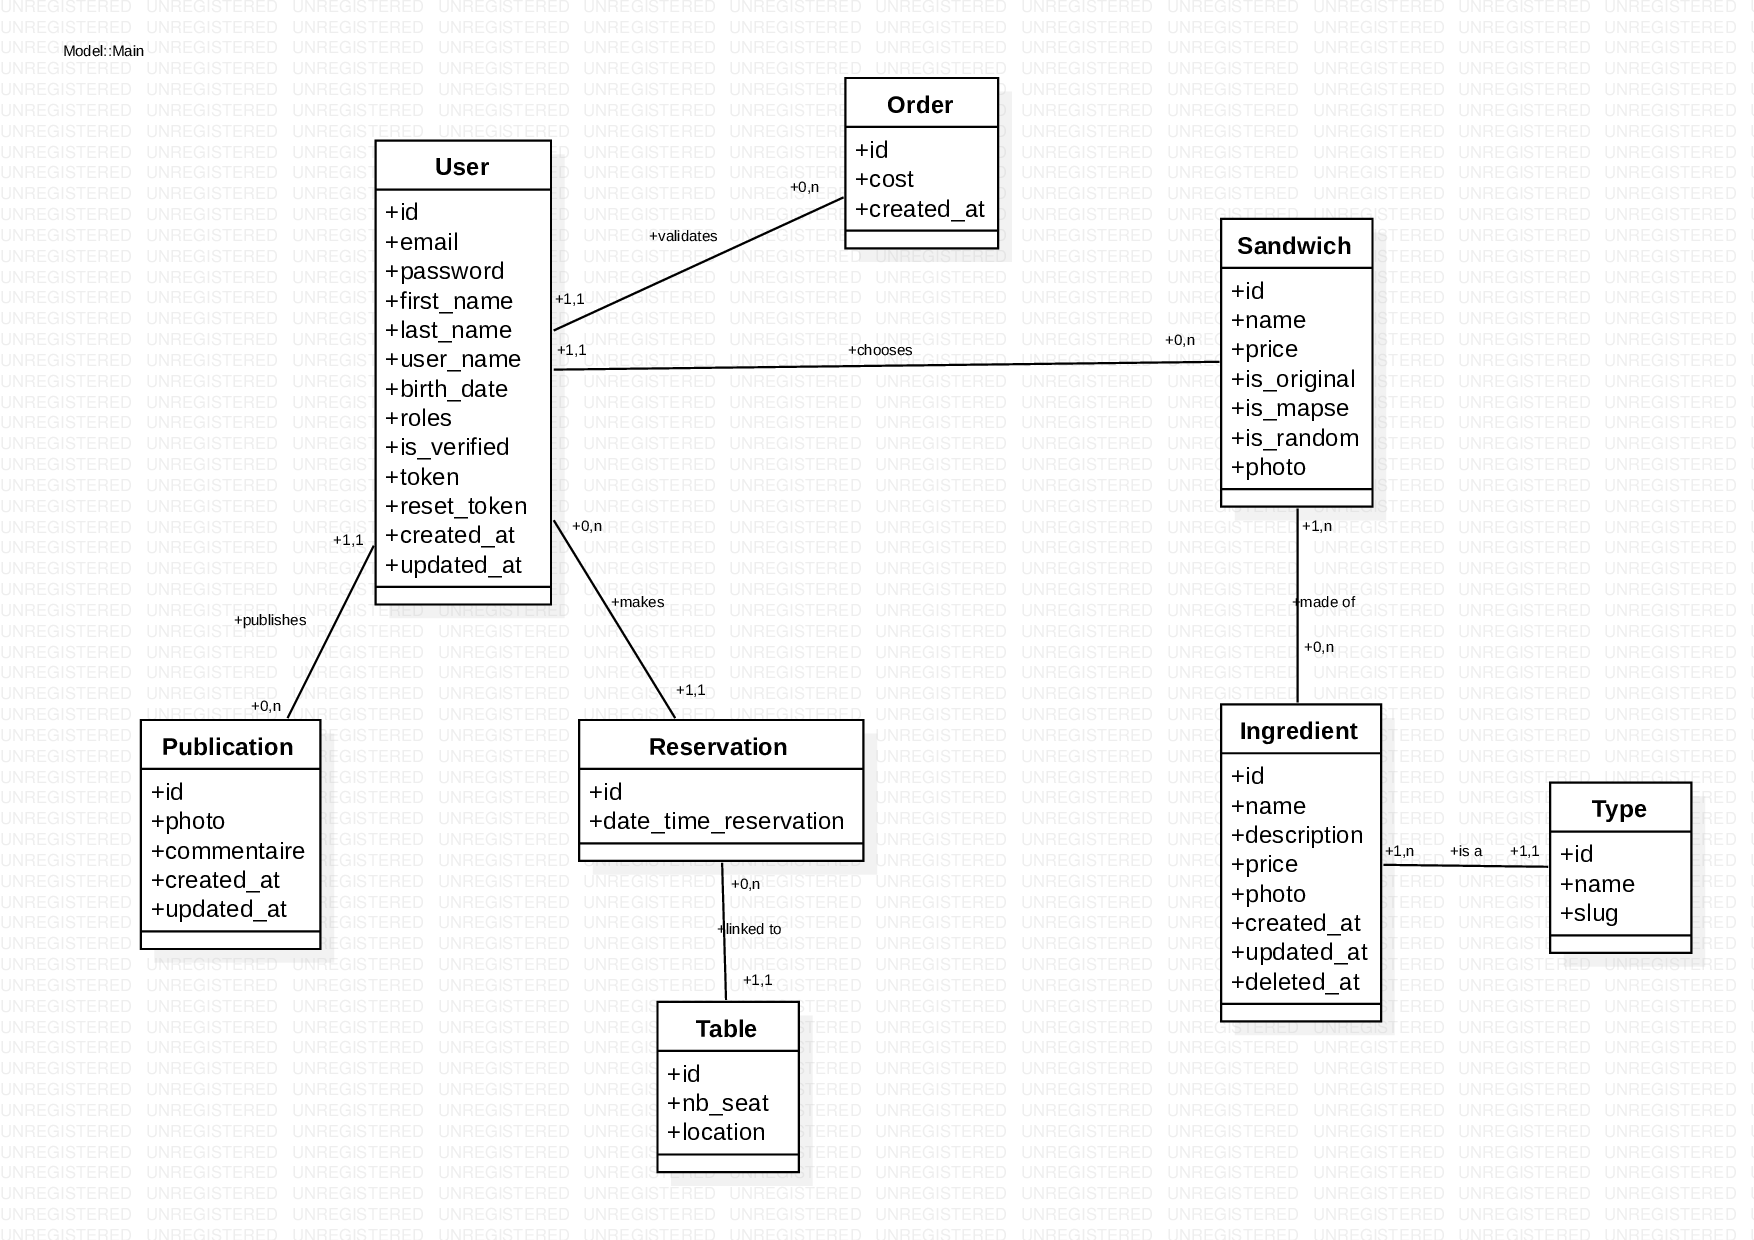 Model::Main
Order
+id
+cost
+created_at
User
+id
+email
+password
+first_name
+last_name
+user_name
+birth_date
+roles
+is_verified
+token
+reset_token
+created_at
+updated_at
+0,n
+validates
+1,1
+1,1
+chooses
+0,n
Sandwich
+id
+name
+price
+is_original
+is_mapse
+is_random
+photo
+1,1
+publishes
+0,n
+0,n
+makes
+1,1
+1,n
+made of
+0,n
Publication
+id
+photo
+commentaire
+created_at
+updated_at
Reservation
+id
+date_time_reservation
+0,n
+linked to
+1,1
Table
+id
+nb_seat
+location
Ingredient
+id
+name
+description
+price
+photo
+created_at
+updated_at
+deleted_at
+1,n
+is a
+1,1
Type
+id
+name
+slug
UNREGISTERED